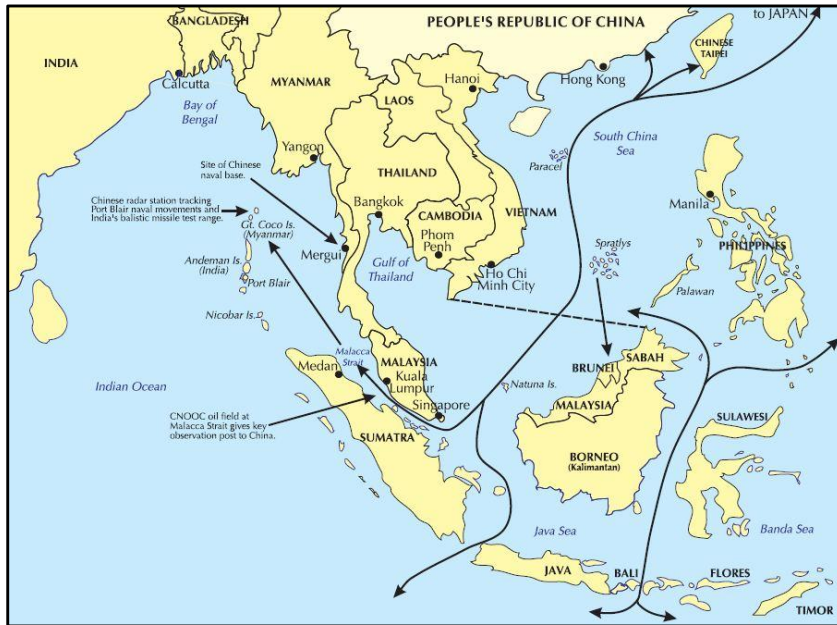 PEOPLE'S REPUBLIC OF CHINA
to JAPAN
BANGLADESH
INDIA
CHINESE
TAIPEI
Calcutta
MYANMAR
Hanoi
Hong Kong
Bay of
Bengal
LAOS
South China
Sea
Yangon
Site of Chinese
naval base.
THAILAND
Paracel
Chinese radar station tracking
Port Blair naval movements and
India's balistic missile test range.
Bangkok
CAMBODIA
VIETNAM
Manila
Gt. Coco Is.
(Myanmar)
Phom
Penh
PHILIPPINES
Mergui
Spratlys
Andeman Is.
(India)
Gulf of
Thailand
Ho Chi
Minh City
Port Blair
Palawan
Nicobar Is.
Malacca
Strait
MALAYSIA
SABAH
Medan
BRUNEI
Kuala
Lumpur
Natuna Is.
Indian Ocean
MALAYSIA
Singapore
CNOOC oil field at
Malacca Strait gives key
observation post to China.
SULAWESI
SUMATRA
BORNEO
(Kalimantan)
Java Sea
Banda Sea
JAVA
BALI
FLORES
TIMOR